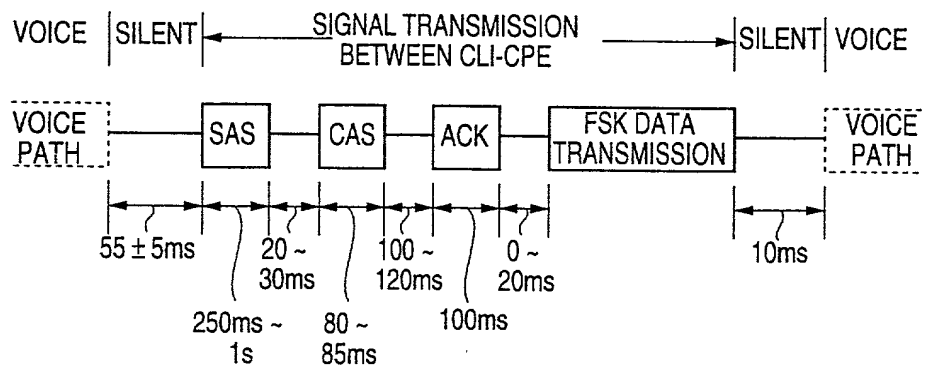 VOICE SILENT SIGNAL TRANSMISSION BETWEEN CLI-CPE SILENT VOICE
VOICE PATH
SAS
CAS
ACK
FSK DATA TRANSMISSION
VOICE PATH
55 ± 5ms
20 ~ 30ms
100 ~ 120ms
0 ~ 20ms
10ms
250ms ~ 1s
80 ~ 85ms
100ms